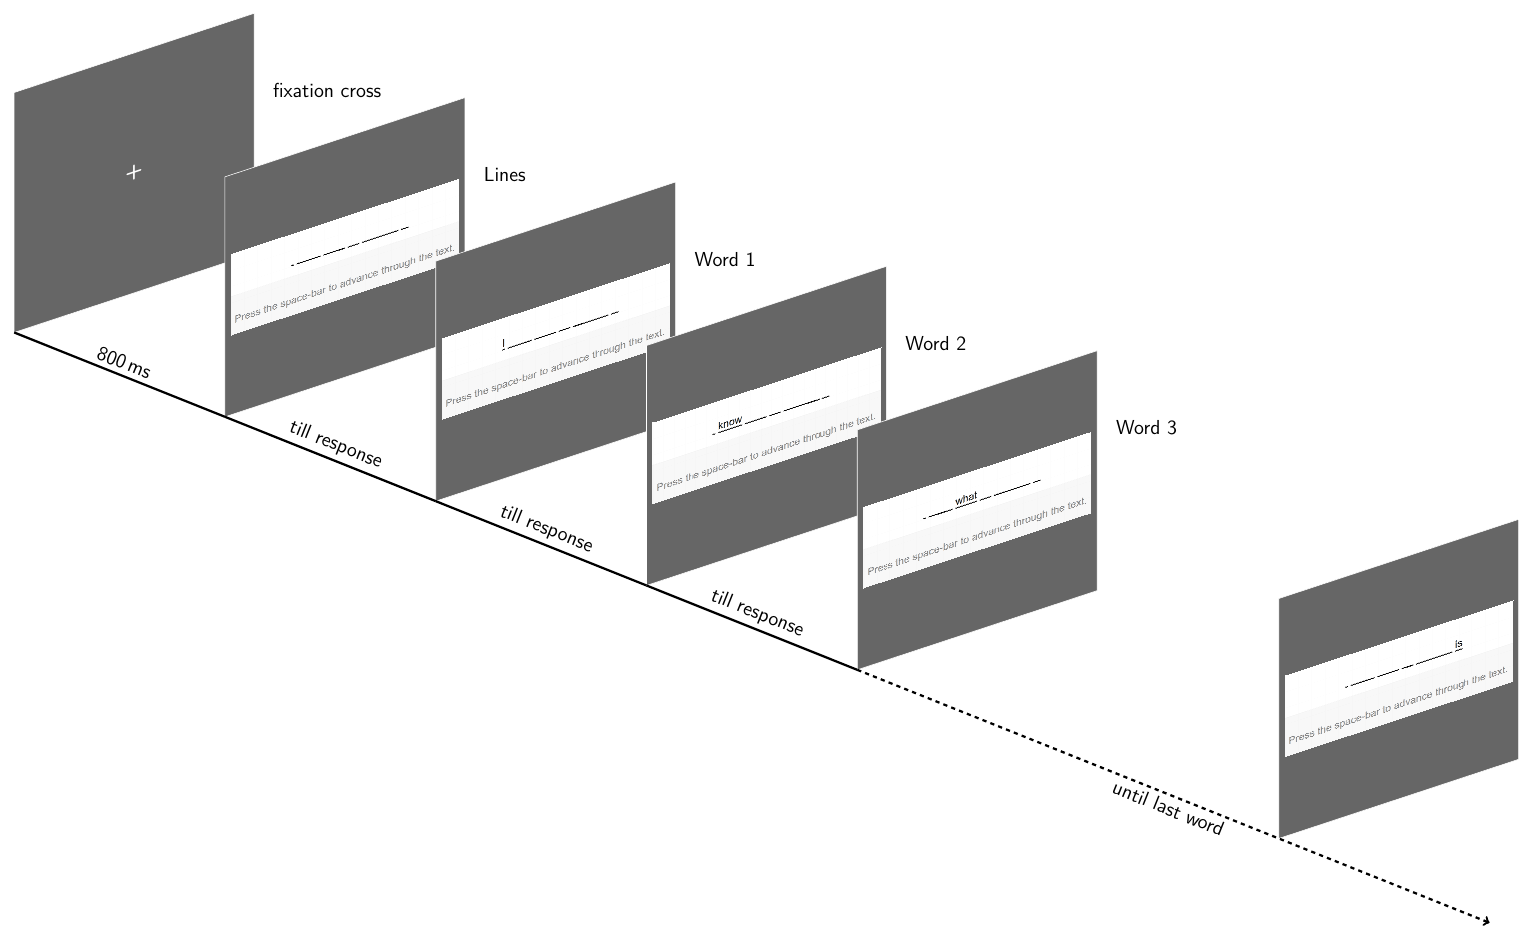 fixation cross
Lines
Press the space-bar to advance through the text.
Word 1
I
Press the space-bar to advance through the text.
Word 2
know
Press the space-bar to advance through the text.
Word 3
what
Press the space-bar to advance through the text.
is
Press the space-bar to advance through the text.
800 ms
till response
till response
till response
until last word